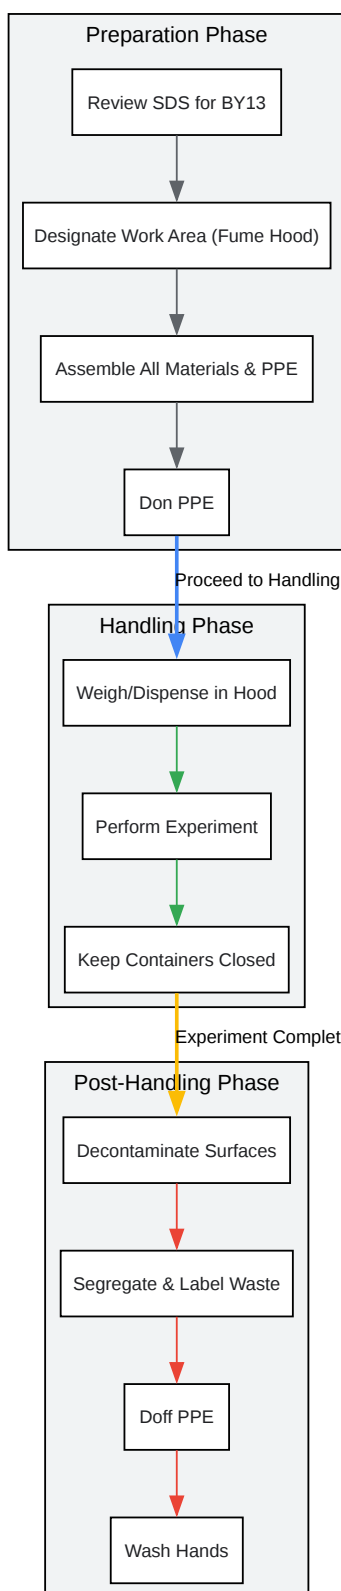 Preparation Phase
Review SDS for BY13
Designate Work Area (Fume Hood)
Assemble All Materials & PPE
Don PPE
Proceed to Handling
Handling Phase
Weigh/Dispense in Hood
Perform Experiment
Keep Containers Closed
Experiment Complet
Post-Handling Phase
Decontaminate Surfaces
Segregate & Label Waste
Doff PPE
Wash Hands